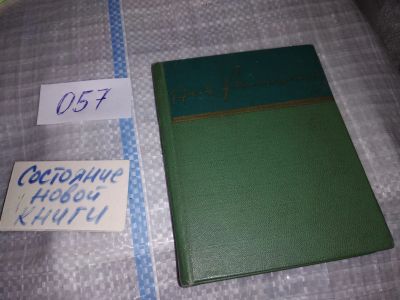 057
Состояние
новой
книги